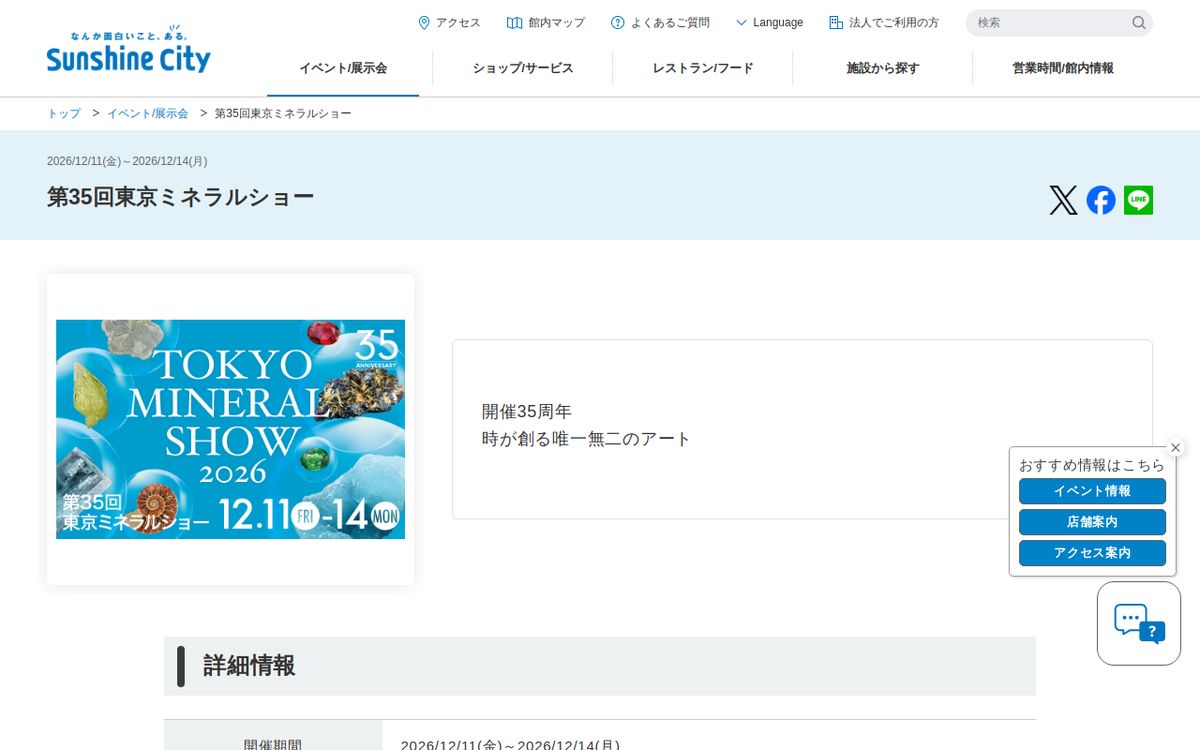 なんか面白いこと、ある。
Sunshine City
アクセス
館内マップ
よくあるご質問
Language
法人でご利用の方
検索
イベント/展示会
ショップ/サービス
レストラン/フード
施設から探す
営業時間/館内情報
トップ > イベント/展示会 > 第35回東京ミネラルショー
2026/12/11(金)～2026/12/14(月)
第35回東京ミネラルショー
LINE
35
ANNIVERSARY
TOKYO
MINERAL
SHOW
2026
第35回
東京ミネラルショー
12.11 FRI -14 MON
開催35周年
時が創る唯一無二のアート
おすすめ情報はこちら
イベント情報
店舗案内
アクセス案内
?
詳細情報
開催期間
2026/12/11(金)～2026/12/14(月)